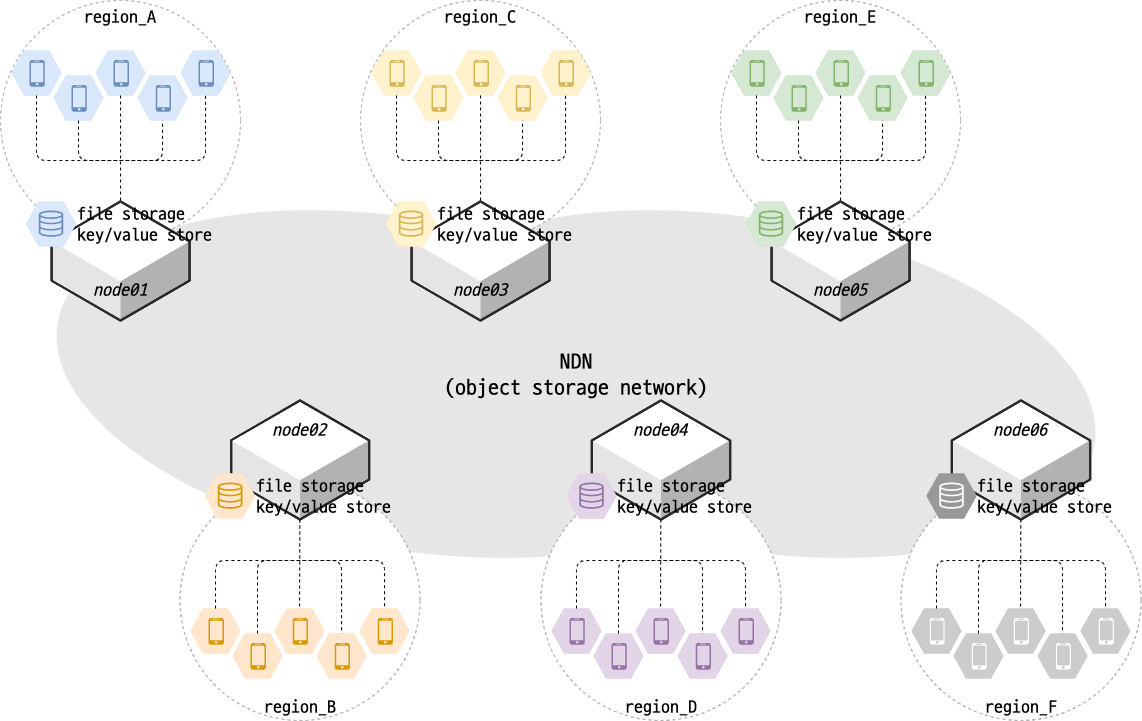 region_A
region_C
region_E
file storage
key/value store
file storage
key/value store
file storage
key/value store
node01
node03
node05
NDN
(object storage network)
node02
node04
node06
file storage
key/value store
file storage
key/value store
file storage
key/value store
region_B
region_D
region_F